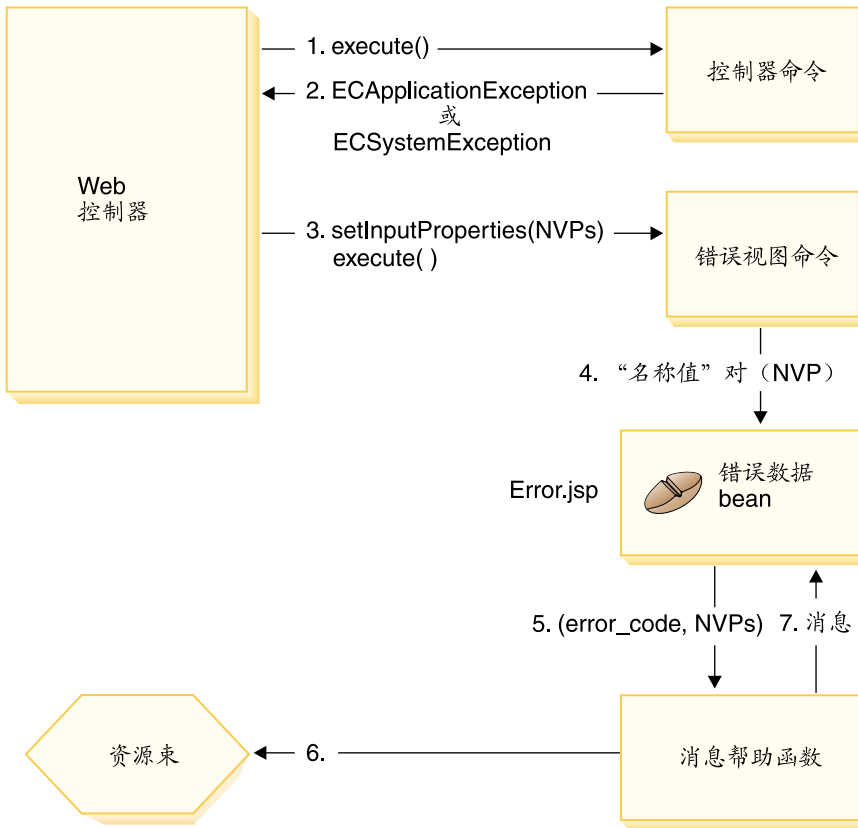 1. execute()
控制器命令
2. ECApplicationException
或
ECSystemException
Web
控制器
3. setInputProperties(NVPs)
execute( )
错误视图命令
4. “名称值”对（NVP）
Error.jsp
错误数据
bean
5. (error_code, NVPs)
7. 消息
资源束
6.
消息帮助函数